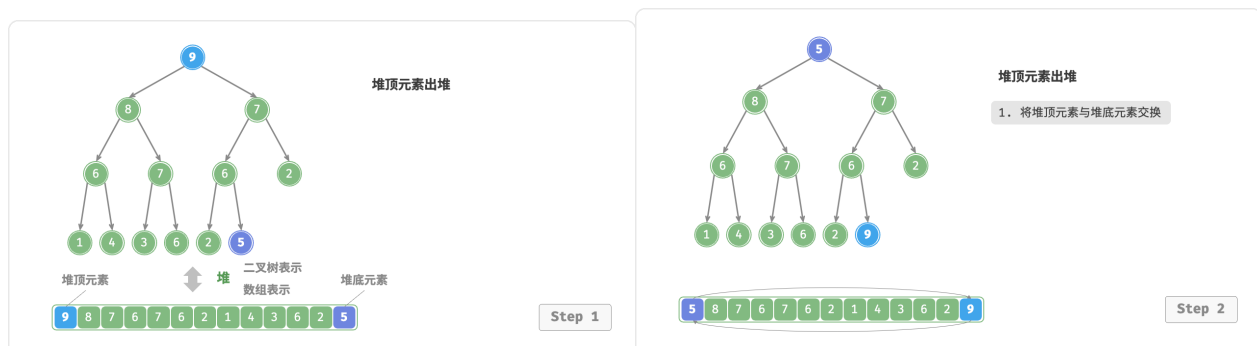 9
堆顶元素出堆
8 7
6 7 6 2
1 4 3 6 2 5
堆顶元素
堆
二叉树表示
数组表示
堆底元素
9 8 7 6 7 6 2 1 4 3 6 2 5
Step 1
5
堆顶元素出堆
8 7
1. 将堆顶元素与堆底元素交换
6 7 6 2
1 4 3 6 2 9
5 8 7 6 7 6 2 1 4 3 6 2 9
Step 2